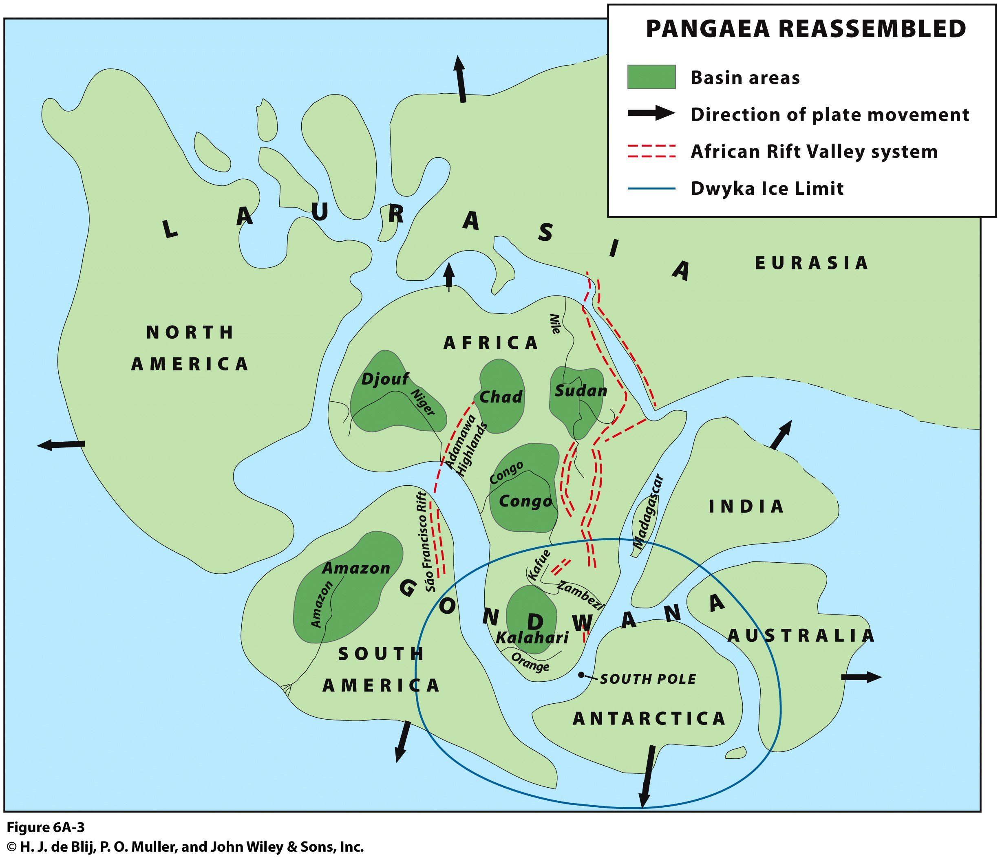 PANGAEA REASSEMBLED
Basin areas
Direction of plate movement
African Rift Valley system
Dwyka Ice Limit
LAURASIA
EURASIA
NORTH
AMERICA
AFRICA
Nile
Djouf
Niger
Chad
Sudan
Adamawa
Highlands
Congo
Congo
São Francisco Rift
Madagascar
INDIA
Amazon
Amazon
Kafue
Zambezi
GONDWANA
Kalahari
Orange
SOUTH
AMERICA
AUSTRALIA
SOUTH POLE
ANTARCTICA
Figure 6A-3
© H. J. de Blij, P. O. Muller, and John Wiley & Sons, Inc.